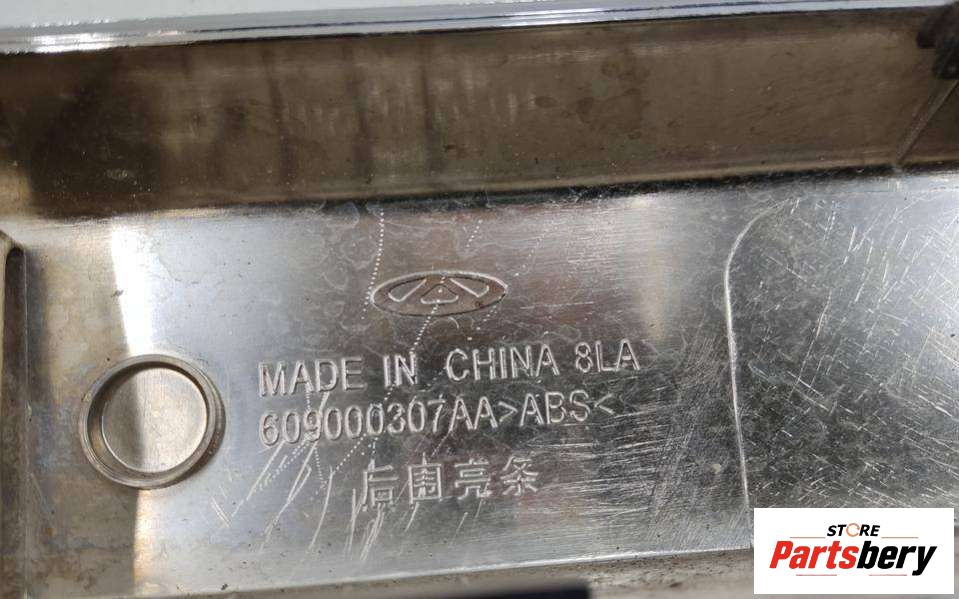 MADE IN CHINA 8LA
609000307AA>ABS<
后围亮条
STORE
Partsbery